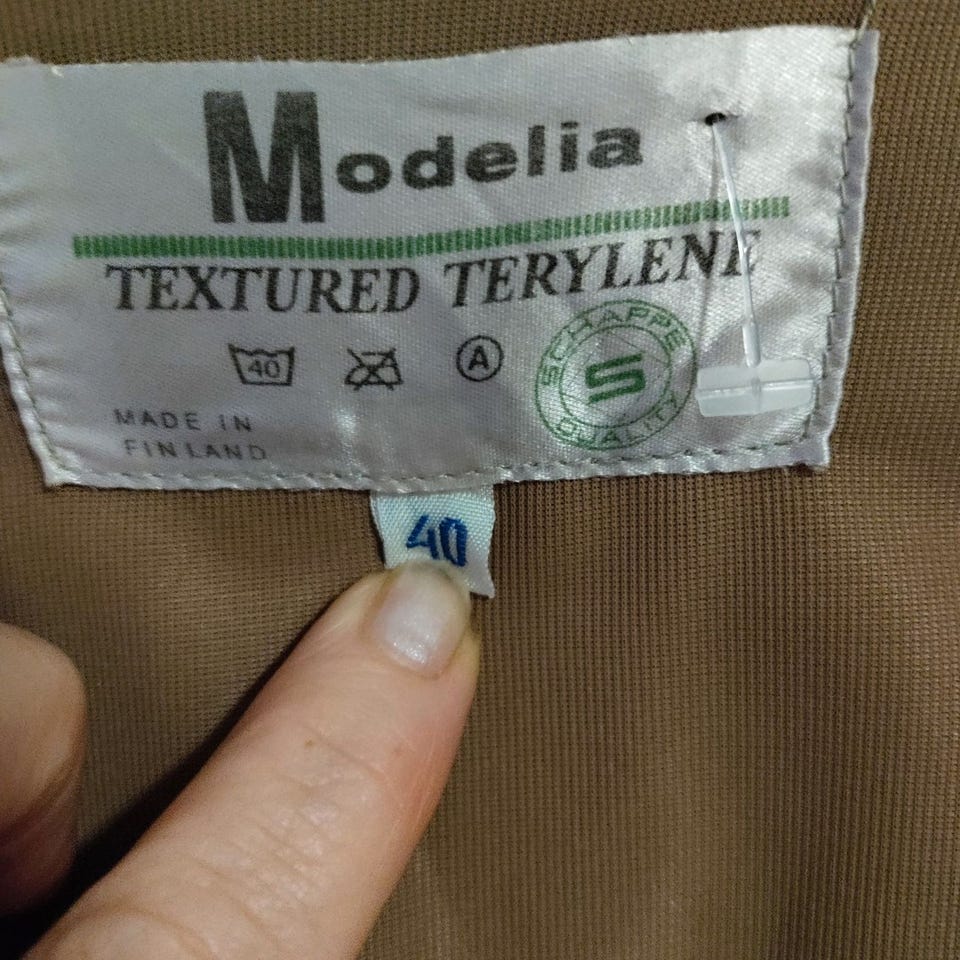 Modelia
TEXTURED TERYLENE
40
A
SCHAPPE
S
QUALITY
MADE IN
FINLAND
40